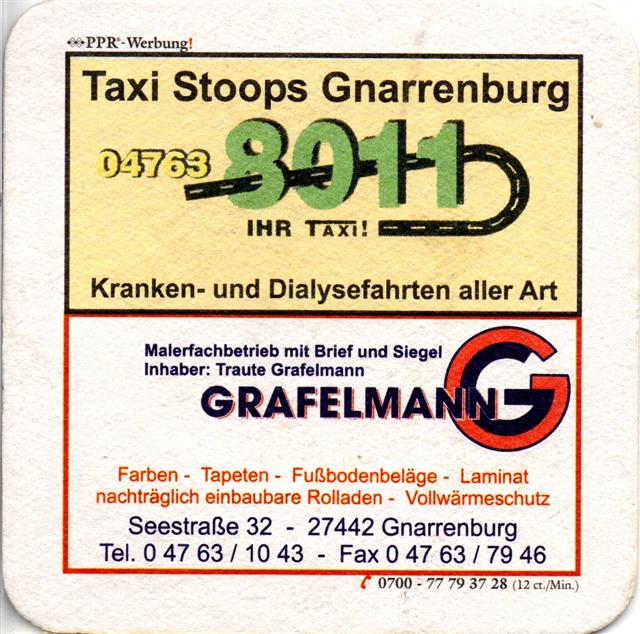 PPR®-Werbung!
Taxi Stoops Gnarrenburg
04763 8011
IHR TAXI!
Kranken- und Dialysefahrten aller Art
Malerfachbetrieb mit Brief und Siegel
Inhaber: Traute Grafelmann
GRAFELMANN G
Farben - Tapeten - Fußbodenbeläge - Laminat
nachträglich einbaubare Rolladen - Vollwärmeschutz
Seestraße 32 - 27442 Gnarrenburg
Tel. 0 47 63 / 10 43 - Fax 0 47 63 / 79 46
0700 - 77 79 37 28 (12 ct./Min.)